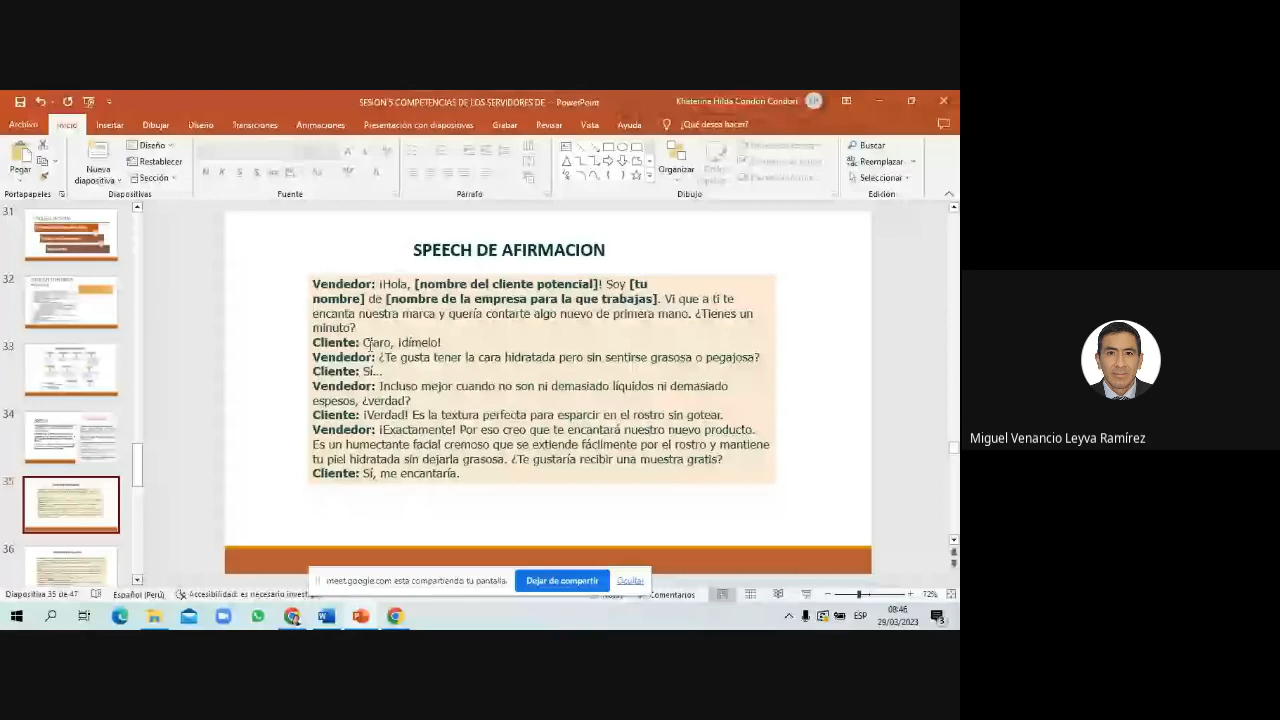 SESION 5 COMPETENCIAS DE LOS SERVIDORES DE — PowerPoint
Khaterine Hilda Condori Condori
Archivo Inicio Insertar Dibujar Diseño Transiciones Animaciones Presentación con diapositivas Grabar Revisar Vista Ayuda ¿Qué desea hacer?
Pegar
Nueva diapositiva
Diseño
Restablecer
Sección
N K S
Organizar
Buscar
Reemplazar
Seleccionar
Portapapeles Diapositivas Fuente Párrafo Dibujo Edición
31
32
33
34
35
36
SPEECH DE AFIRMACION
Vendedor: ¡Hola, [nombre del cliente potencial]! Soy [tu
nombre] de [nombre de la empresa para la que trabajas]. Vi que a ti te
encanta nuestra marca y quería contarte algo nuevo de primera mano. ¿Tienes un
minuto?
Cliente: Claro, ¡dímelo!
Vendedor: ¿Te gusta tener la cara hidratada pero sin sentirse grasosa o pegajosa?
Cliente: Sí...
Vendedor: Incluso mejor cuando no son ni demasiado líquidos ni demasiado
espesos, ¿verdad?
Cliente: ¡Verdad! Es la textura perfecta para esparcir en el rostro sin gotear.
Vendedor: ¡Exactamente! Por eso creo que te encantará nuestro nuevo producto.
Es un humectante facial cremoso que se extiende fácilmente por el rostro y mantiene
tu piel hidratada sin dejarla grasosa. ¿Te gustaría recibir una muestra gratis?
Cliente: Sí, me encantaría.
meet.google.com está compartiendo tu pantalla. Dejar de compartir Ocultar
Diapositiva 35 de 47 Español (Perú) Accesibilidad: es necesario Comentarios 72%
ESP
08:46
29/03/2023
Miguel Venancio Leyva Ramírez